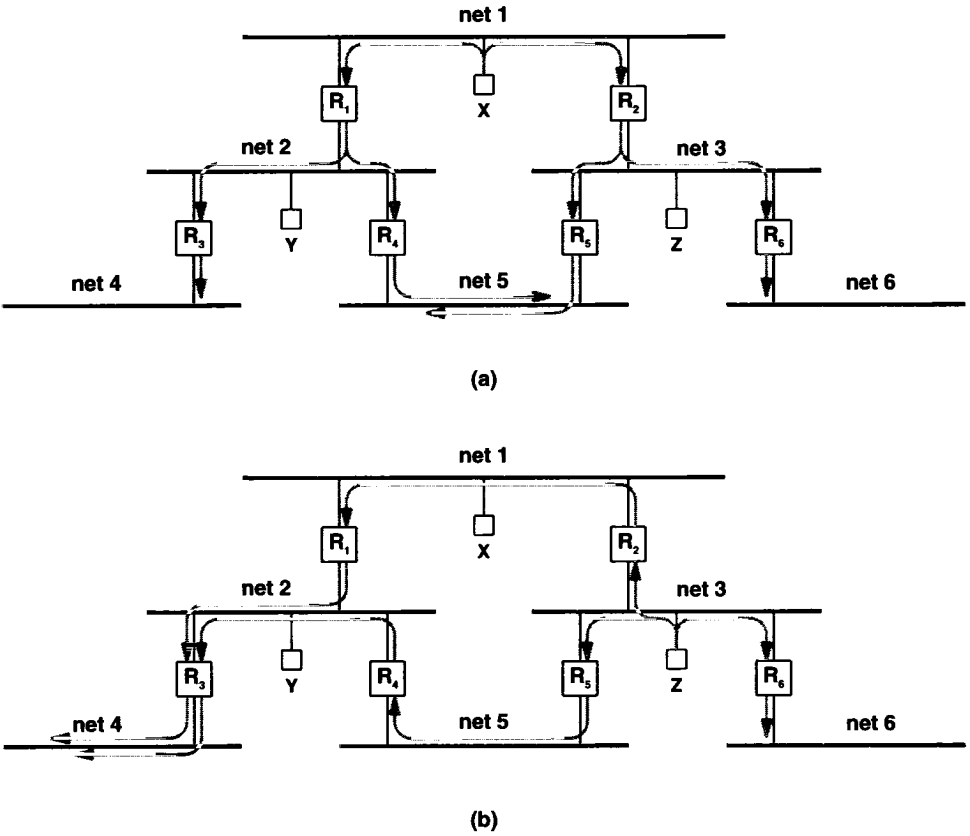 net 1
R₁ X R₂
net 2 net 3
R₃ Y R₄ R₅ Z R₆
net 4 net 5 net 6
(a)
net 1
R₁ X R₂
net 2 net 3
R₃ Y R₄ R₅ Z R₆
net 4 net 5 net 6
(b)